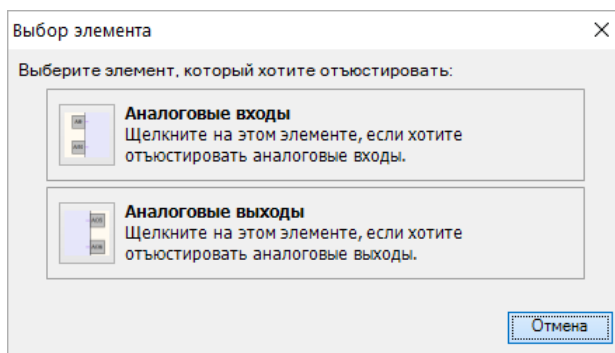 Выбор элемента
Выберите элемент, который хотите отъюстировать:
Аналоговые входы
Щелкните на этом элементе, если хотите
отъюстировать аналоговые входы.
Аналоговые выходы
Щелкните на этом элементе, если хотите
отъюстировать аналоговые выходы.
Отмена